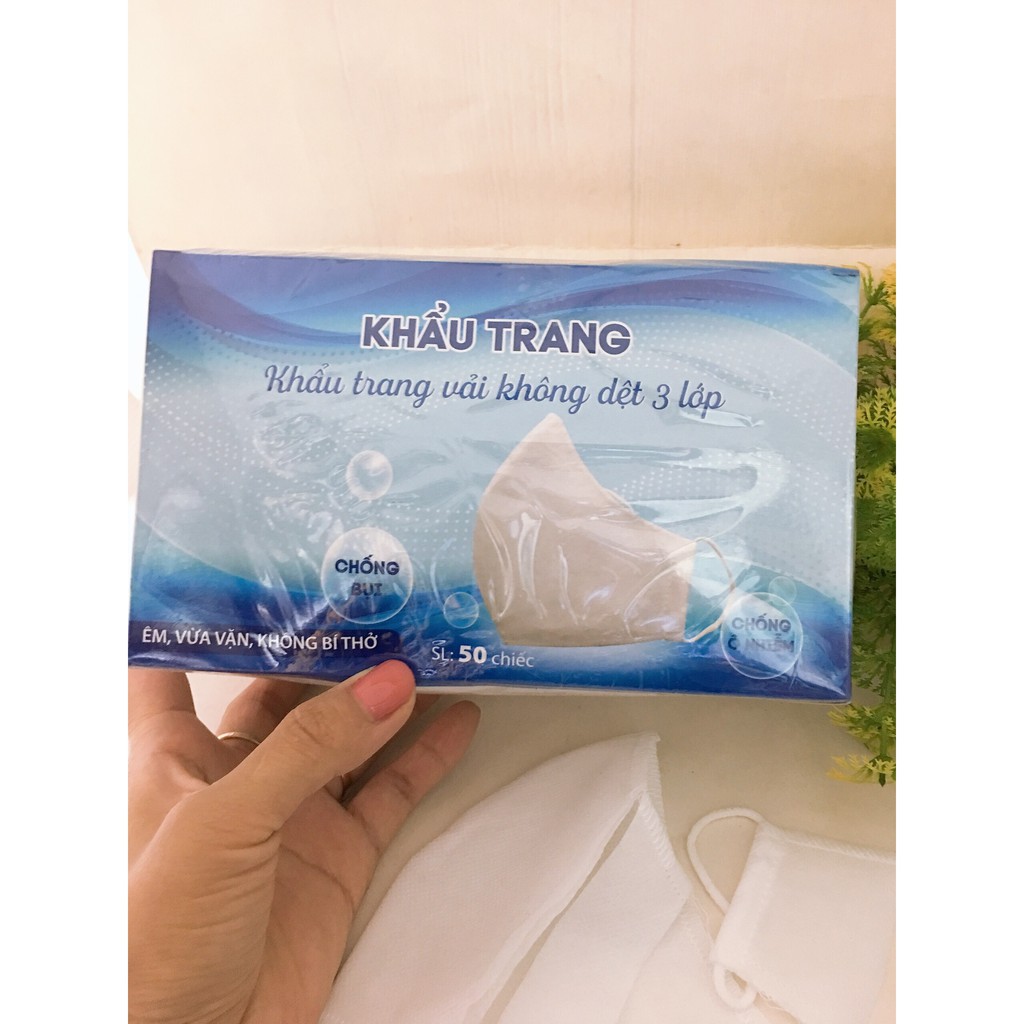 KHẨU TRANG
Khẩu trang vải không dệt 3 lớp
CHỐNG
BỤI
CHỐNG
Ô NHIỄM
ÊM, VỪA VẶN, KHÔNG BÍ THỞ
SL: 50 chiếc